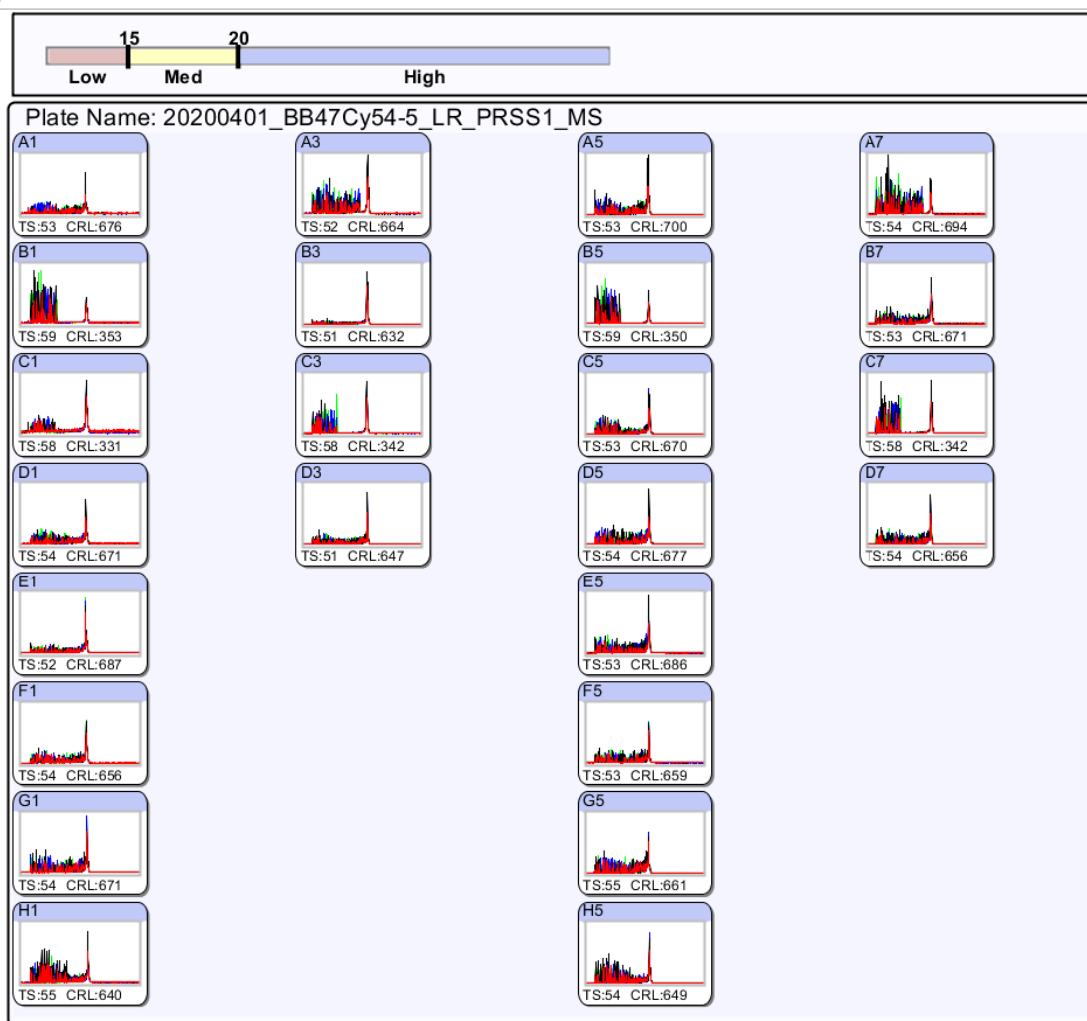 15 20
Low Med High
Plate Name: 20200401_BB47Cy54-5_LR_PRSS1_MS
A1 A3 A5 A7
TS:53 CRL:676 TS:52 CRL:664 TS:53 CRL:700 TS:54 CRL:694
B1 B3 B5 B7
TS:59 CRL:353 TS:51 CRL:632 TS:59 CRL:350 TS:53 CRL:671
C1 C3 C5 C7
TS:58 CRL:331 TS:58 CRL:342 TS:53 CRL:670 TS:58 CRL:342
D1 D3 D5 D7
TS:54 CRL:671 TS:51 CRL:647 TS:54 CRL:677 TS:54 CRL:656
E1 E5
TS:52 CRL:687 TS:53 CRL:686
F1 F5
TS:54 CRL:656 TS:53 CRL:659
G1 G5
TS:54 CRL:671 TS:55 CRL:661
H1 H5
TS:55 CRL:640 TS:54 CRL:649